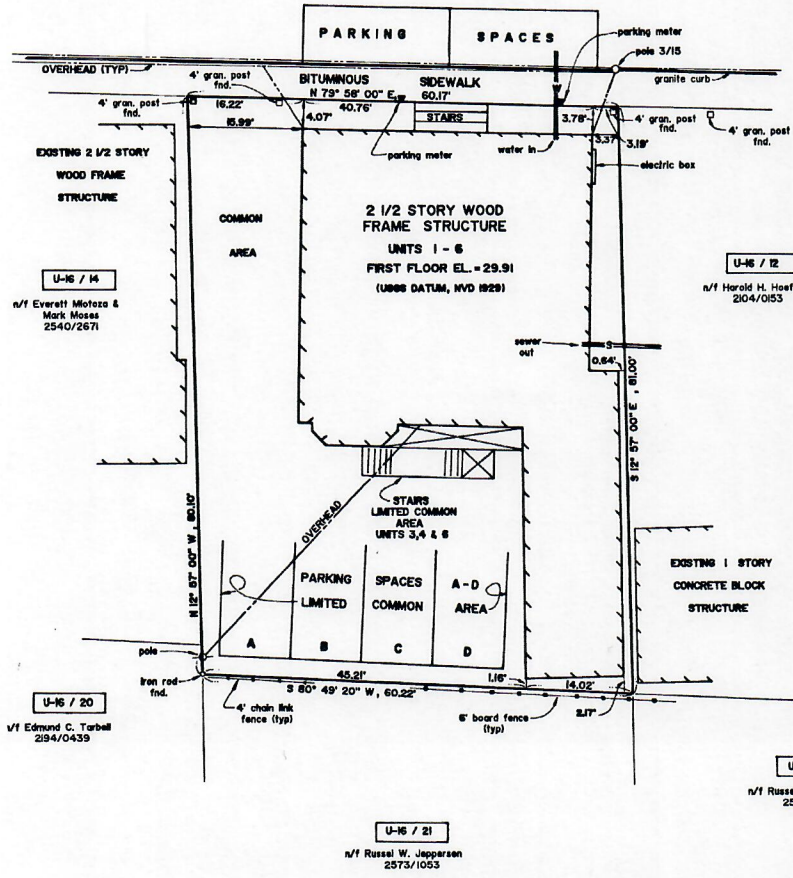 PARKING SPACES
parking meter
pole 3/15
OVERHEAD (TYP)
4' gran. post
fnd.
BITUMINOUS SIDEWALK
granite curb
N 79° 58' 00" E 60.17'
4' gran. post
fnd.
16.22'
40.76'
15.99'
4.07'
STAIRS
3.78'
4' gran. post
fnd.
4' gran. post
fnd.
3.37'
3.19'
parking meter
water in
electric box
EXISTING 2 1/2 STORY
WOOD FRAME
STRUCTURE
COMMON
AREA
2 1/2 STORY WOOD
FRAME STRUCTURE
UNITS 1 - 6
FIRST FLOOR EL. = 29.91
(USGS DATUM, NVD 1929)
U-16 / 14
n/f Everett Miotoza &
Mark Moses
2540/2671
U-16 / 12
n/f Harold H. Hoef
2104/0153
sewer
out
S
0.64'
S 12° 57' 00" E , 81.00'
N 12° 57' 00" W , 80.10'
OVERHEAD
STAIRS
LIMITED COMMON
AREA
UNITS 3,4 & 6
PARKING SPACES A-D
LIMITED COMMON AREA
A B C D
EXISTING 1 STORY
CONCRETE BLOCK
STRUCTURE
pole
iron rod
fnd.
45.21'
1.16'
14.02'
S 80° 49' 20" W , 60.22'
2.17'
4' chain link
fence (typ)
6' board fence
(typ)
U-16 / 20
n/f Edmund C. Tarbell
2194/0439
U
n/f Russe
25
U-16 / 21
n/f Russel W. Jeppersen
2573/1053